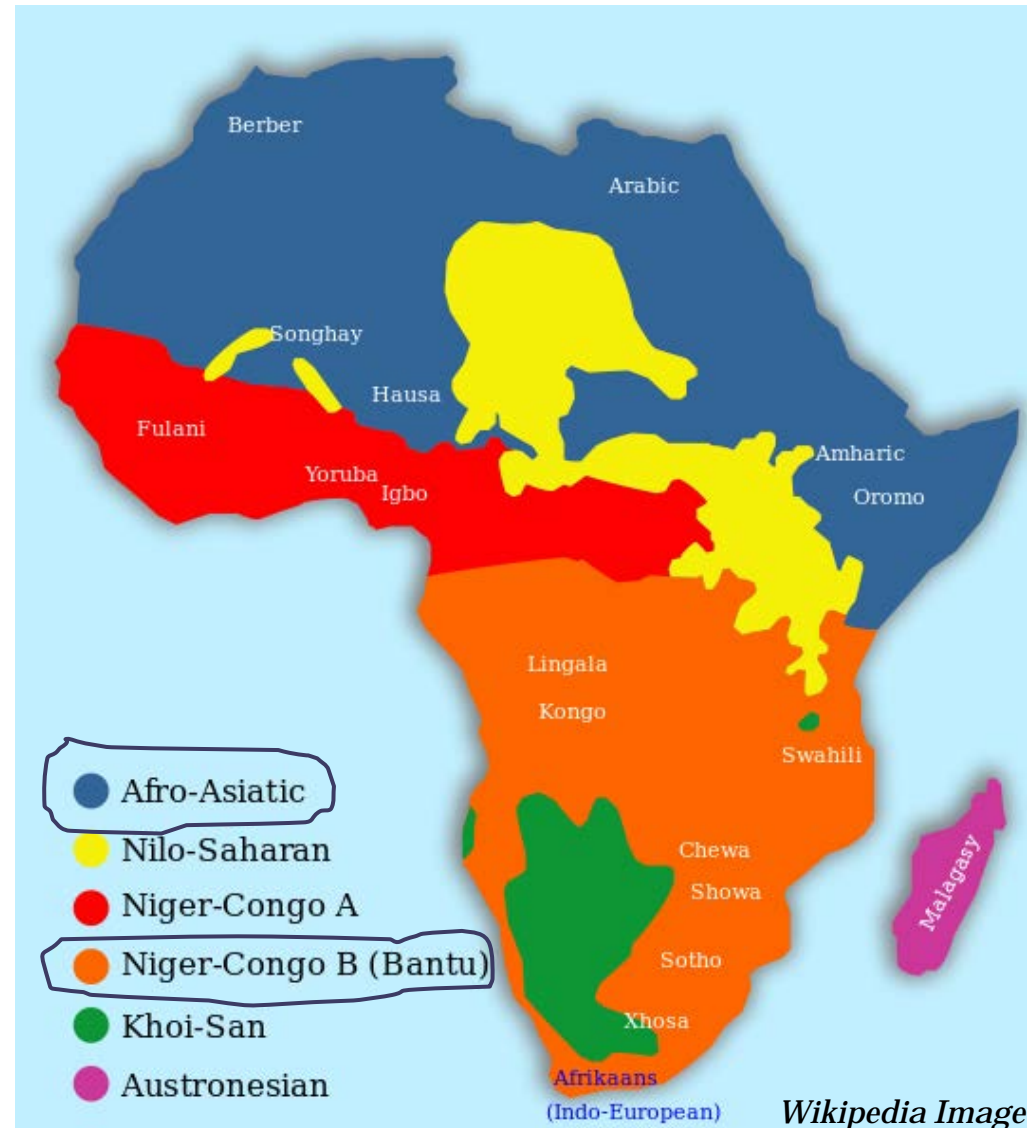 Berber
Arabic
Songhay
Hausa
Fulani
Yoruba
Igbo
Amharic
Oromo
Lingala
Kongo
Swahili
Chewa
Showa
Sotho
Xhosa
Malagasy
Afrikaans
(Indo-European)
Afro-Asiatic
Nilo-Saharan
Niger-Congo A
Niger-Congo B (Bantu)
Khoi-San
Austronesian
Wikipedia Image